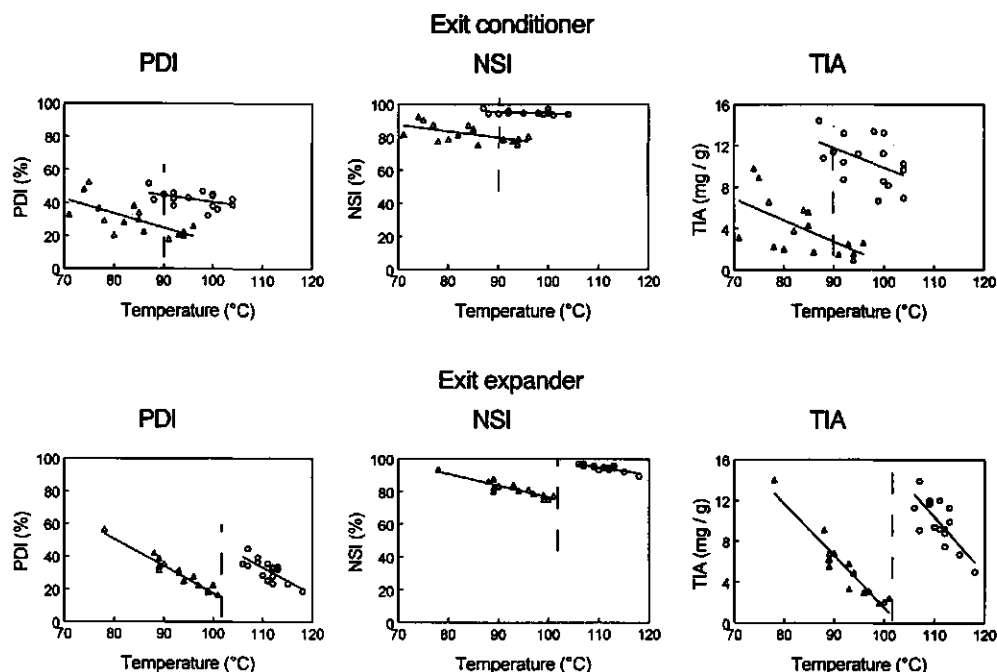 Exit conditioner
PDI NSI TIA
PDI (%)
100
80
60
40
20
0
70 80 90 100 110 120
Temperature (°C)
NSI (%)
100
80
60
40
20
0
70 80 90 100 110 120
Temperature (°C)
TIA (mg / g)
16
12
8
4
0
70 80 90 100 110 120
Temperature (°C)
Exit expander
PDI NSI TIA
PDI (%)
100
80
60
40
20
0
70 80 90 100 110 120
Temperature (°C)
NSI (%)
100
80
60
40
20
0
70 80 90 100 110 120
Temperature (°C)
TIA (mg / g)
16
12
8
4
0
70 80 90 100 110 120
Temperature (°C)